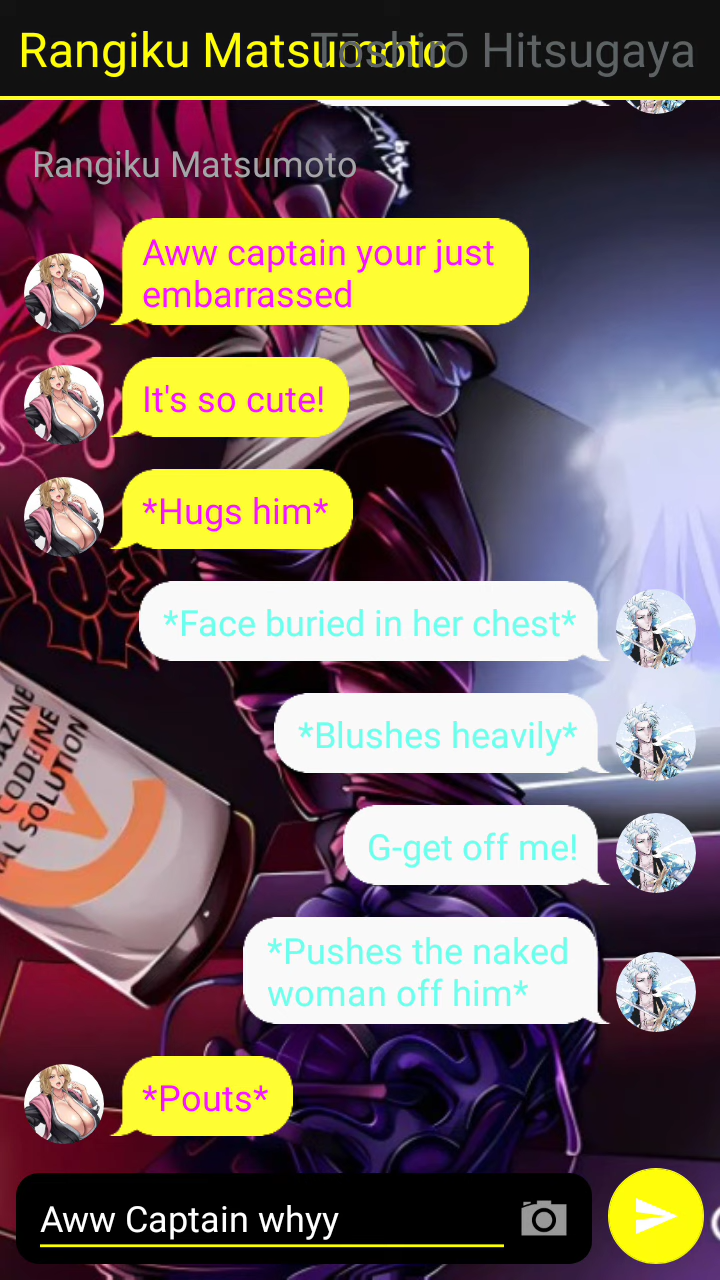 Rangiku Matsumoto
Tōshirō Hitsugaya
Rangiku Matsumoto
Aww captain your just
embarrassed
It's so cute!
*Hugs him*
*Face buried in her chest*
*Blushes heavily*
G-get off me!
*Pushes the naked
woman off him*
CODEINE
SOLUTION
*Pouts*
Aww Captain whyy